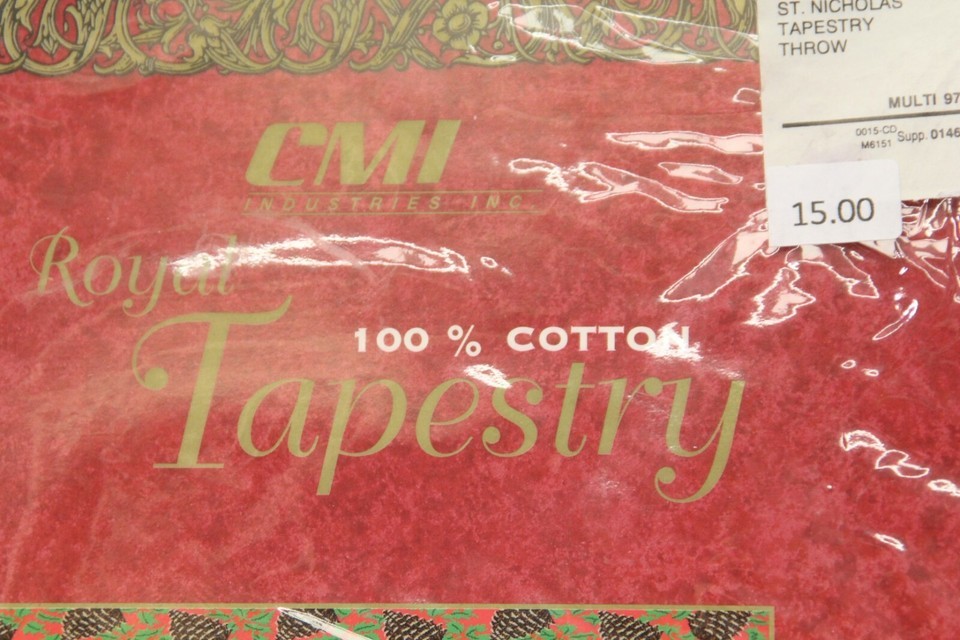 ST. NICHOLAS
TAPESTRY
THROW
MULTI 97
0015-CD
M6151
Supp. 0146
15.00
CMI
INDUSTRIES INC.
Royal
100 % COTTON
Tapestry